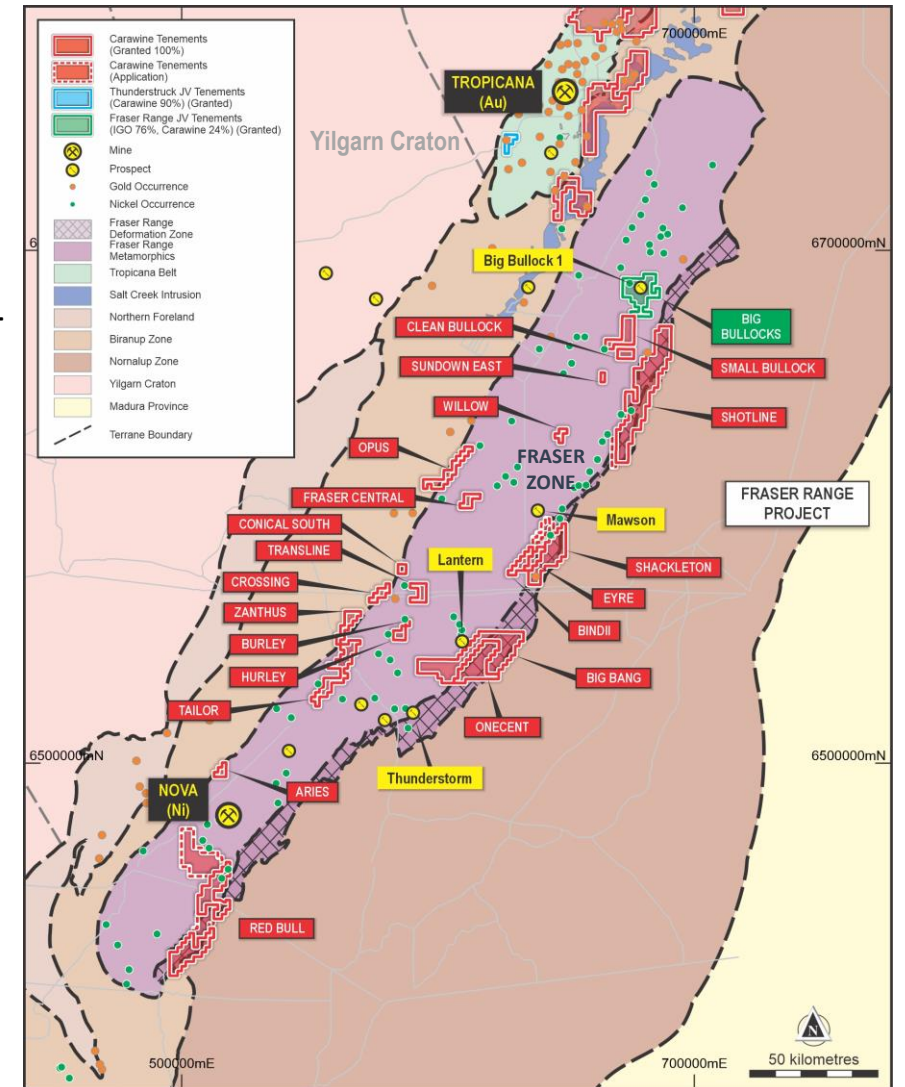 Carawine Tenements
(Granted 100%)
Carawine Tenements
(Application)
Thunderstruck JV Tenements
(Carawine 90%) (Granted)
Fraser Range JV Tenements
(IGO 76%, Carawine 24%) (Granted)
Mine
Prospect
Gold Occurrence
Nickel Occurrence
Fraser Range
Deformation Zone
Fraser Range
Metamorphics
Tropicana Belt
Salt Creek Intrusion
Northern Foreland
Biranup Zone
Nornalup Zone
Yilgarn Craton
Madura Province
Terrane Boundary
700000mE
TROPICANA
(Au)
Yilgarn Craton
6
6700000mN
Big Bullock 1
CLEAN BULLOCK
BIG
BULLOCKS
SUNDOWN EAST
SMALL BULLOCK
WILLOW
SHOTLINE
OPUS
FRASER
ZONE
FRASER CENTRAL
FRASER RANGE
PROJECT
CONICAL SOUTH
Mawson
TRANSLINE
Lantern
SHACKLETON
CROSSING
EYRE
ZANTHUS
BINDII
BURLEY
HURLEY
BIG BANG
TAILOR
ONECENT
6500000mN
6500000mN
Thunderstorm
NOVA
(Ni)
ARIES
RED BULL
N
500000mE
700000mE
50 kilometres